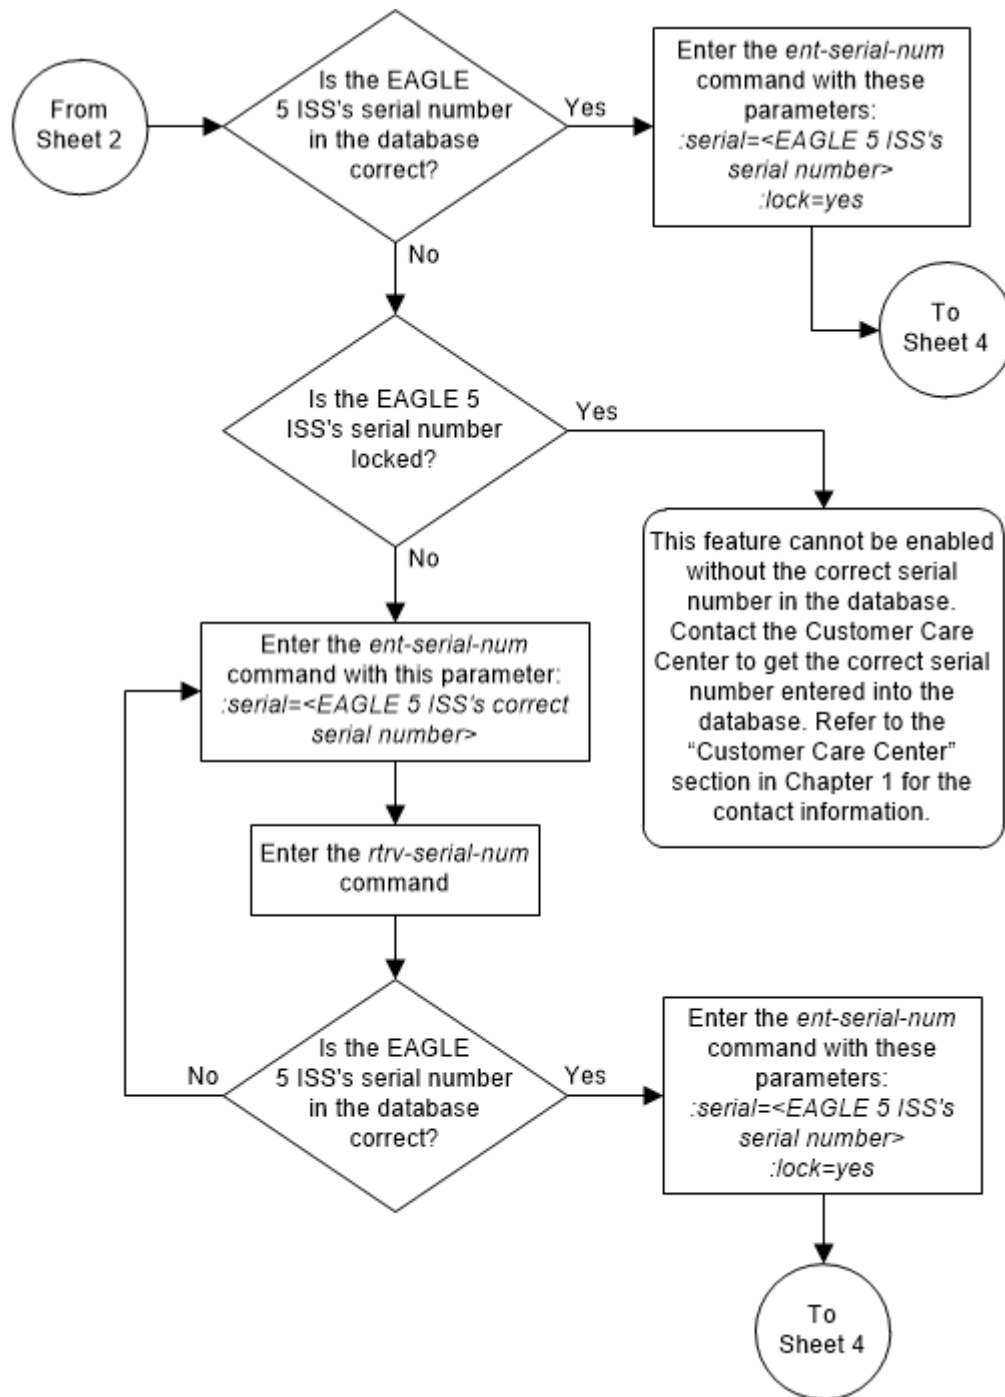 From
Sheet 2
Is the EAGLE
5 ISS's serial number
in the database
correct?
Yes
Enter the ent-serial-num
command with these
parameters:
:serial=<EAGLE 5 ISS's
serial number>
:lock=yes
No
To
Sheet 4
Is the EAGLE 5
ISS's serial number
locked?
Yes
No
This feature cannot be enabled
without the correct serial
number in the database.
Contact the Customer Care
Center to get the correct serial
number entered into the
database. Refer to the
“Customer Care Center”
section in Chapter 1 for the
contact information.
Enter the ent-serial-num
command with this parameter:
:serial=<EAGLE 5 ISS's correct
serial number>
Enter the rtrv-serial-num
command
Is the EAGLE
5 ISS's serial number
in the database
correct?
No
Yes
Enter the ent-serial-num
command with these
parameters:
:serial=<EAGLE 5 ISS's
serial number>
:lock=yes
To
Sheet 4